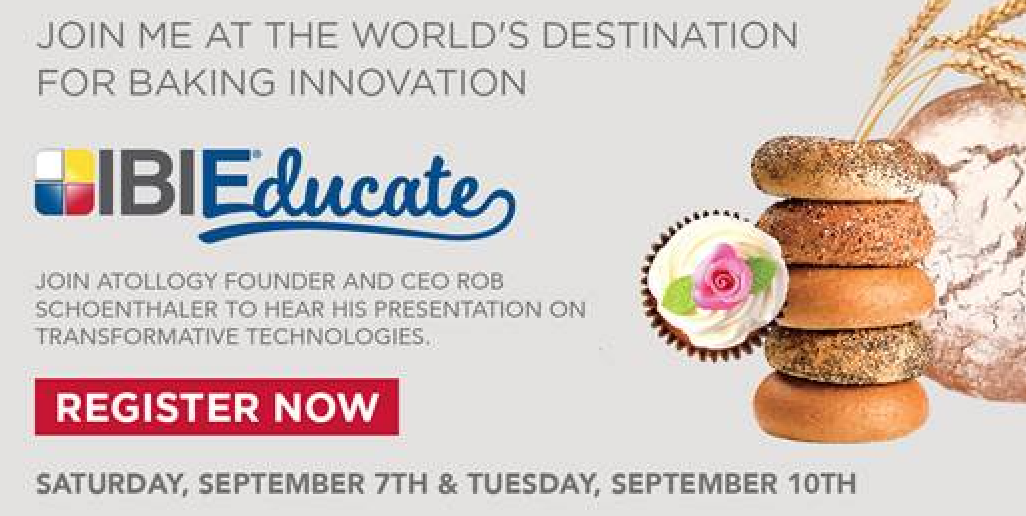 JOIN ME AT THE WORLD'S DESTINATION
FOR BAKING INNOVATION
IBIEducate
JOIN ATOLLOGY FOUNDER AND CEO ROB
SCHOENTHALER TO HEAR HIS PRESENTATION ON
TRANSFORMATIVE TECHNOLOGIES.
REGISTER NOW
SATURDAY, SEPTEMBER 7TH & TUESDAY, SEPTEMBER 10TH